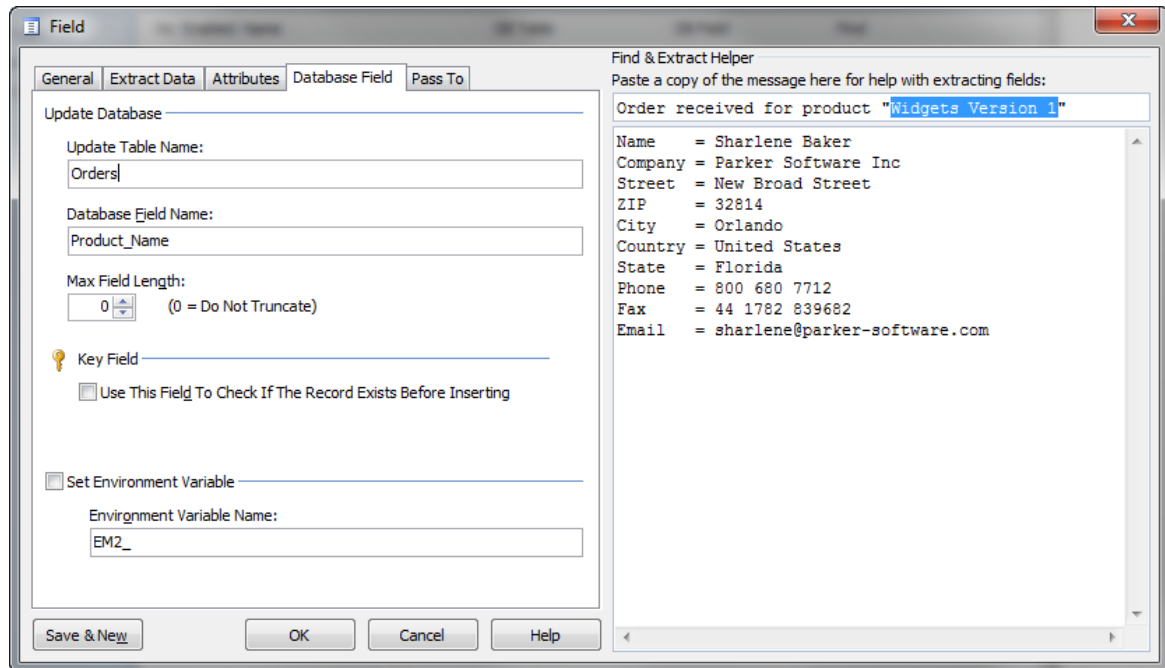 Field
General Extract Data Attributes Database Field Pass To
Update Database
Update Table Name:
Orders
Database Field Name:
Product_Name
Max Field Length:
0 (0 = Do Not Truncate)
Key Field
Use This Field To Check If The Record Exists Before Inserting
Set Environment Variable
Environment Variable Name:
EM2_
Save & New OK Cancel Help
Find & Extract Helper
Paste a copy of the message here for help with extracting fields:
Order received for product "Widgets Version 1"
Name = Sharlene Baker
Company = Parker Software Inc
Street = New Broad Street
ZIP = 32814
City = Orlando
Country = United States
State = Florida
Phone = 800 680 7712
Fax = 44 1782 839682
Email = sharlene@parker-software.com